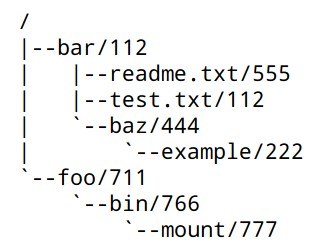 /
|--bar/112
|   |--readme.txt/555
|   |--test.txt/112
|   `--baz/444
|       `--example/222
`--foo/711
    `--bin/766
        `--mount/777